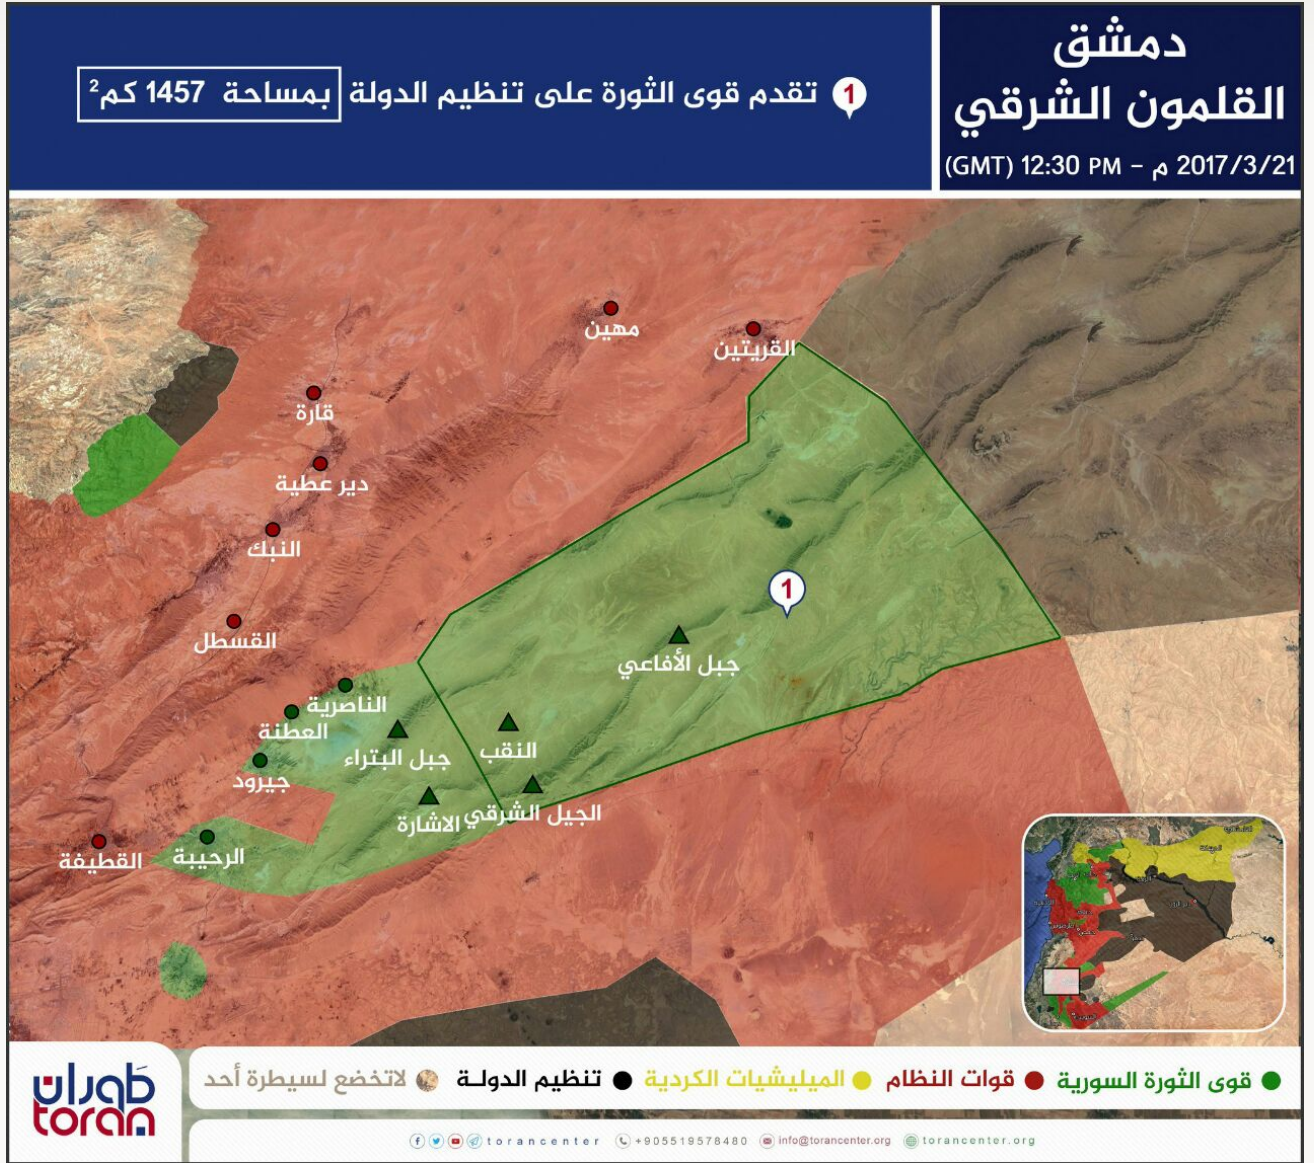 دمشق
القلمون الشرقي
2017/3/21 م - 12:30 PM (GMT)
1 تقدم قوى الثورة على تنظيم الدولة بمساحة 1457 كم²
مهين
القريتين
قارة
دير عطية
النبك
القسطل
1
جبل الأفاعي
الناصرية
العطنة
النقب
جبل البتراء
جيرود
الجيل الشرقي
الاشارة
الرحيبة
القطيفة
قوى الثورة السورية
قوات النظام
الميليشيات الكردية
تنظيم الدولة
لاتخضع لسيطرة أحد
طوران
toran
torancenter +905519578480 info@torancenter.org torancenter.org